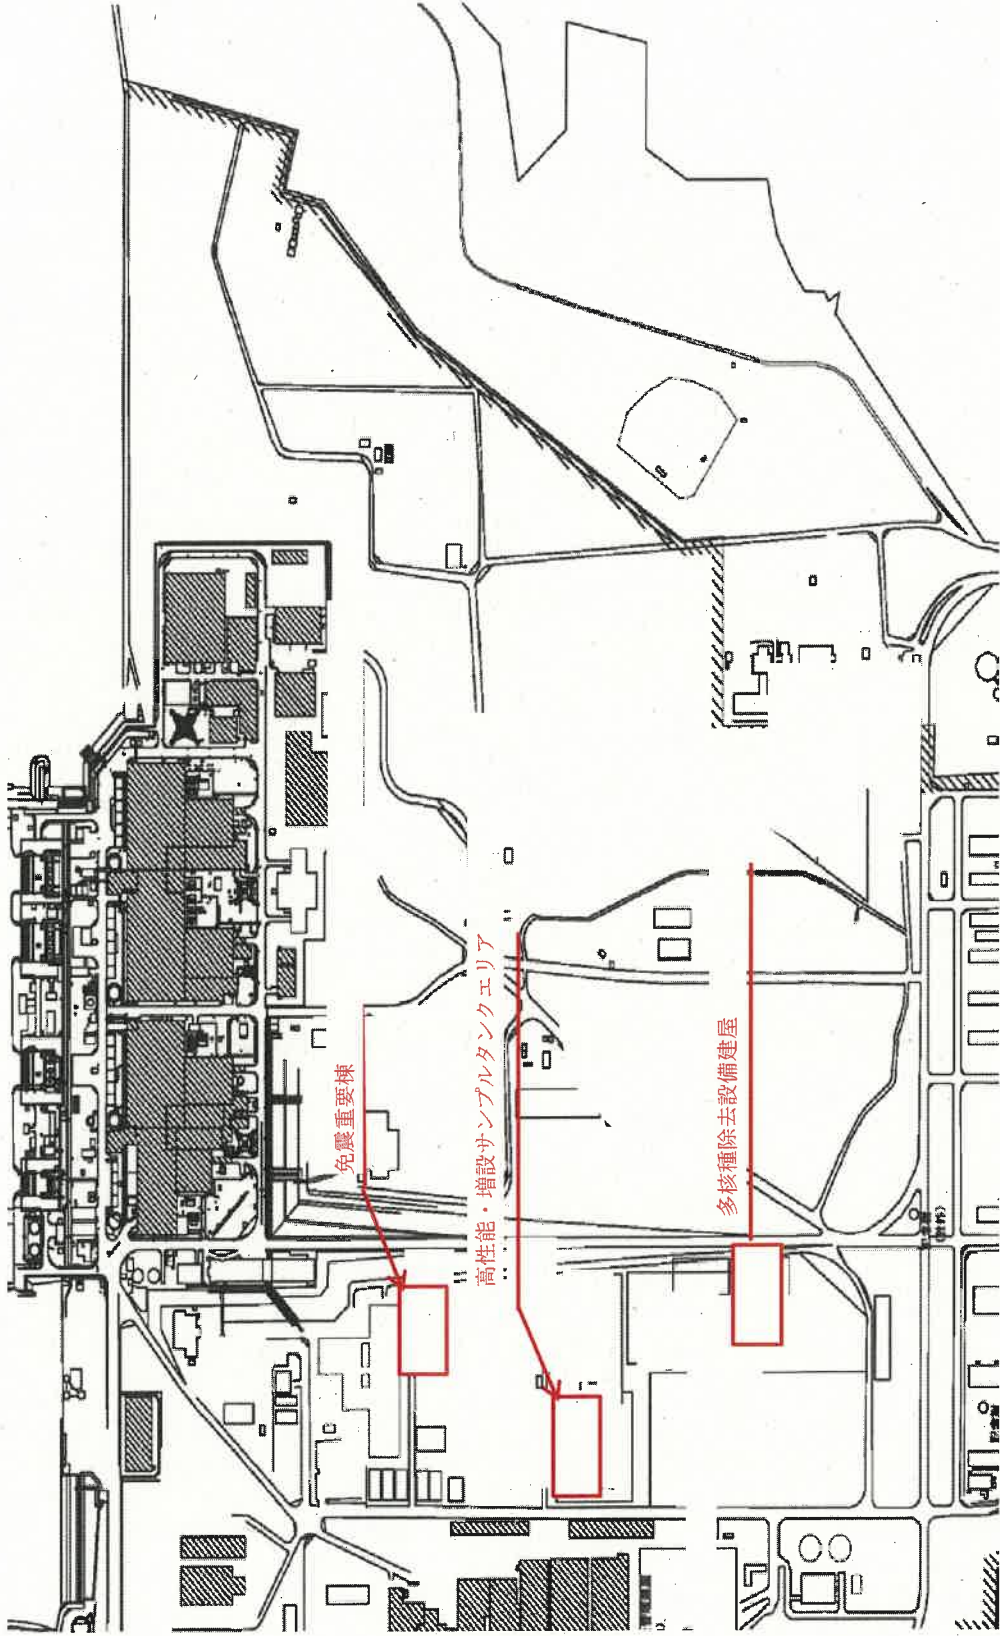 免震重要棟
高性能・増設サンプルタンクエリア
多核種除去設備建屋